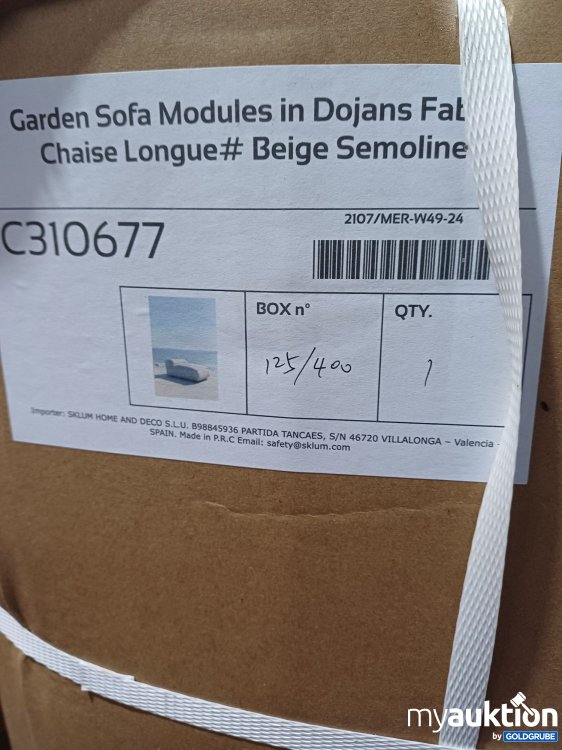 Garden Sofa Modules in Dojans
Chaise Longue# Beige Semoline
C310677
2107/MER-W49-24
BOX n°
QTY.
125/400
1
Importer: SKLUM HOME AND DECO S.L.U. B98845936 PARTIDA TANCAES, S/N 46720 VILLALONGA – Valencia -
SPAIN. Made in P.R.C Email: safety@sklum.com
myauktion
by GOLDGRUBE